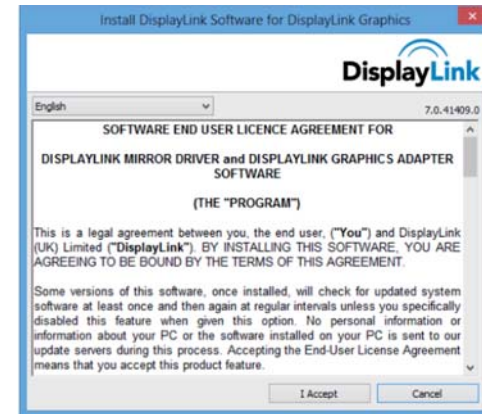 Install DisplayLink Software for DisplayLink Graphics
DisplayLink
English
7.0.41409.0
SOFTWARE END USER LICENCE AGREEMENT FOR
DISPLAYLINK MIRROR DRIVER and DISPLAYLINK GRAPHICS ADAPTER
SOFTWARE
(THE "PROGRAM")
This is a legal agreement between you, the end user, ("You") and DisplayLink
(UK) Limited ("DisplayLink"). BY INSTALLING THIS SOFTWARE, YOU ARE
AGREEING TO BE BOUND BY THE TERMS OF THIS AGREEMENT.
Some versions of this software, once installed, will check for updated system
software at least once and then again at regular intervals unless you specifically
disabled this feature when given this option. No personal information or
information about your PC or the software installed on your PC is sent to our
update servers during this process. Accepting the End-User License Agreement
means that you accept this product feature.
I Accept
Cancel